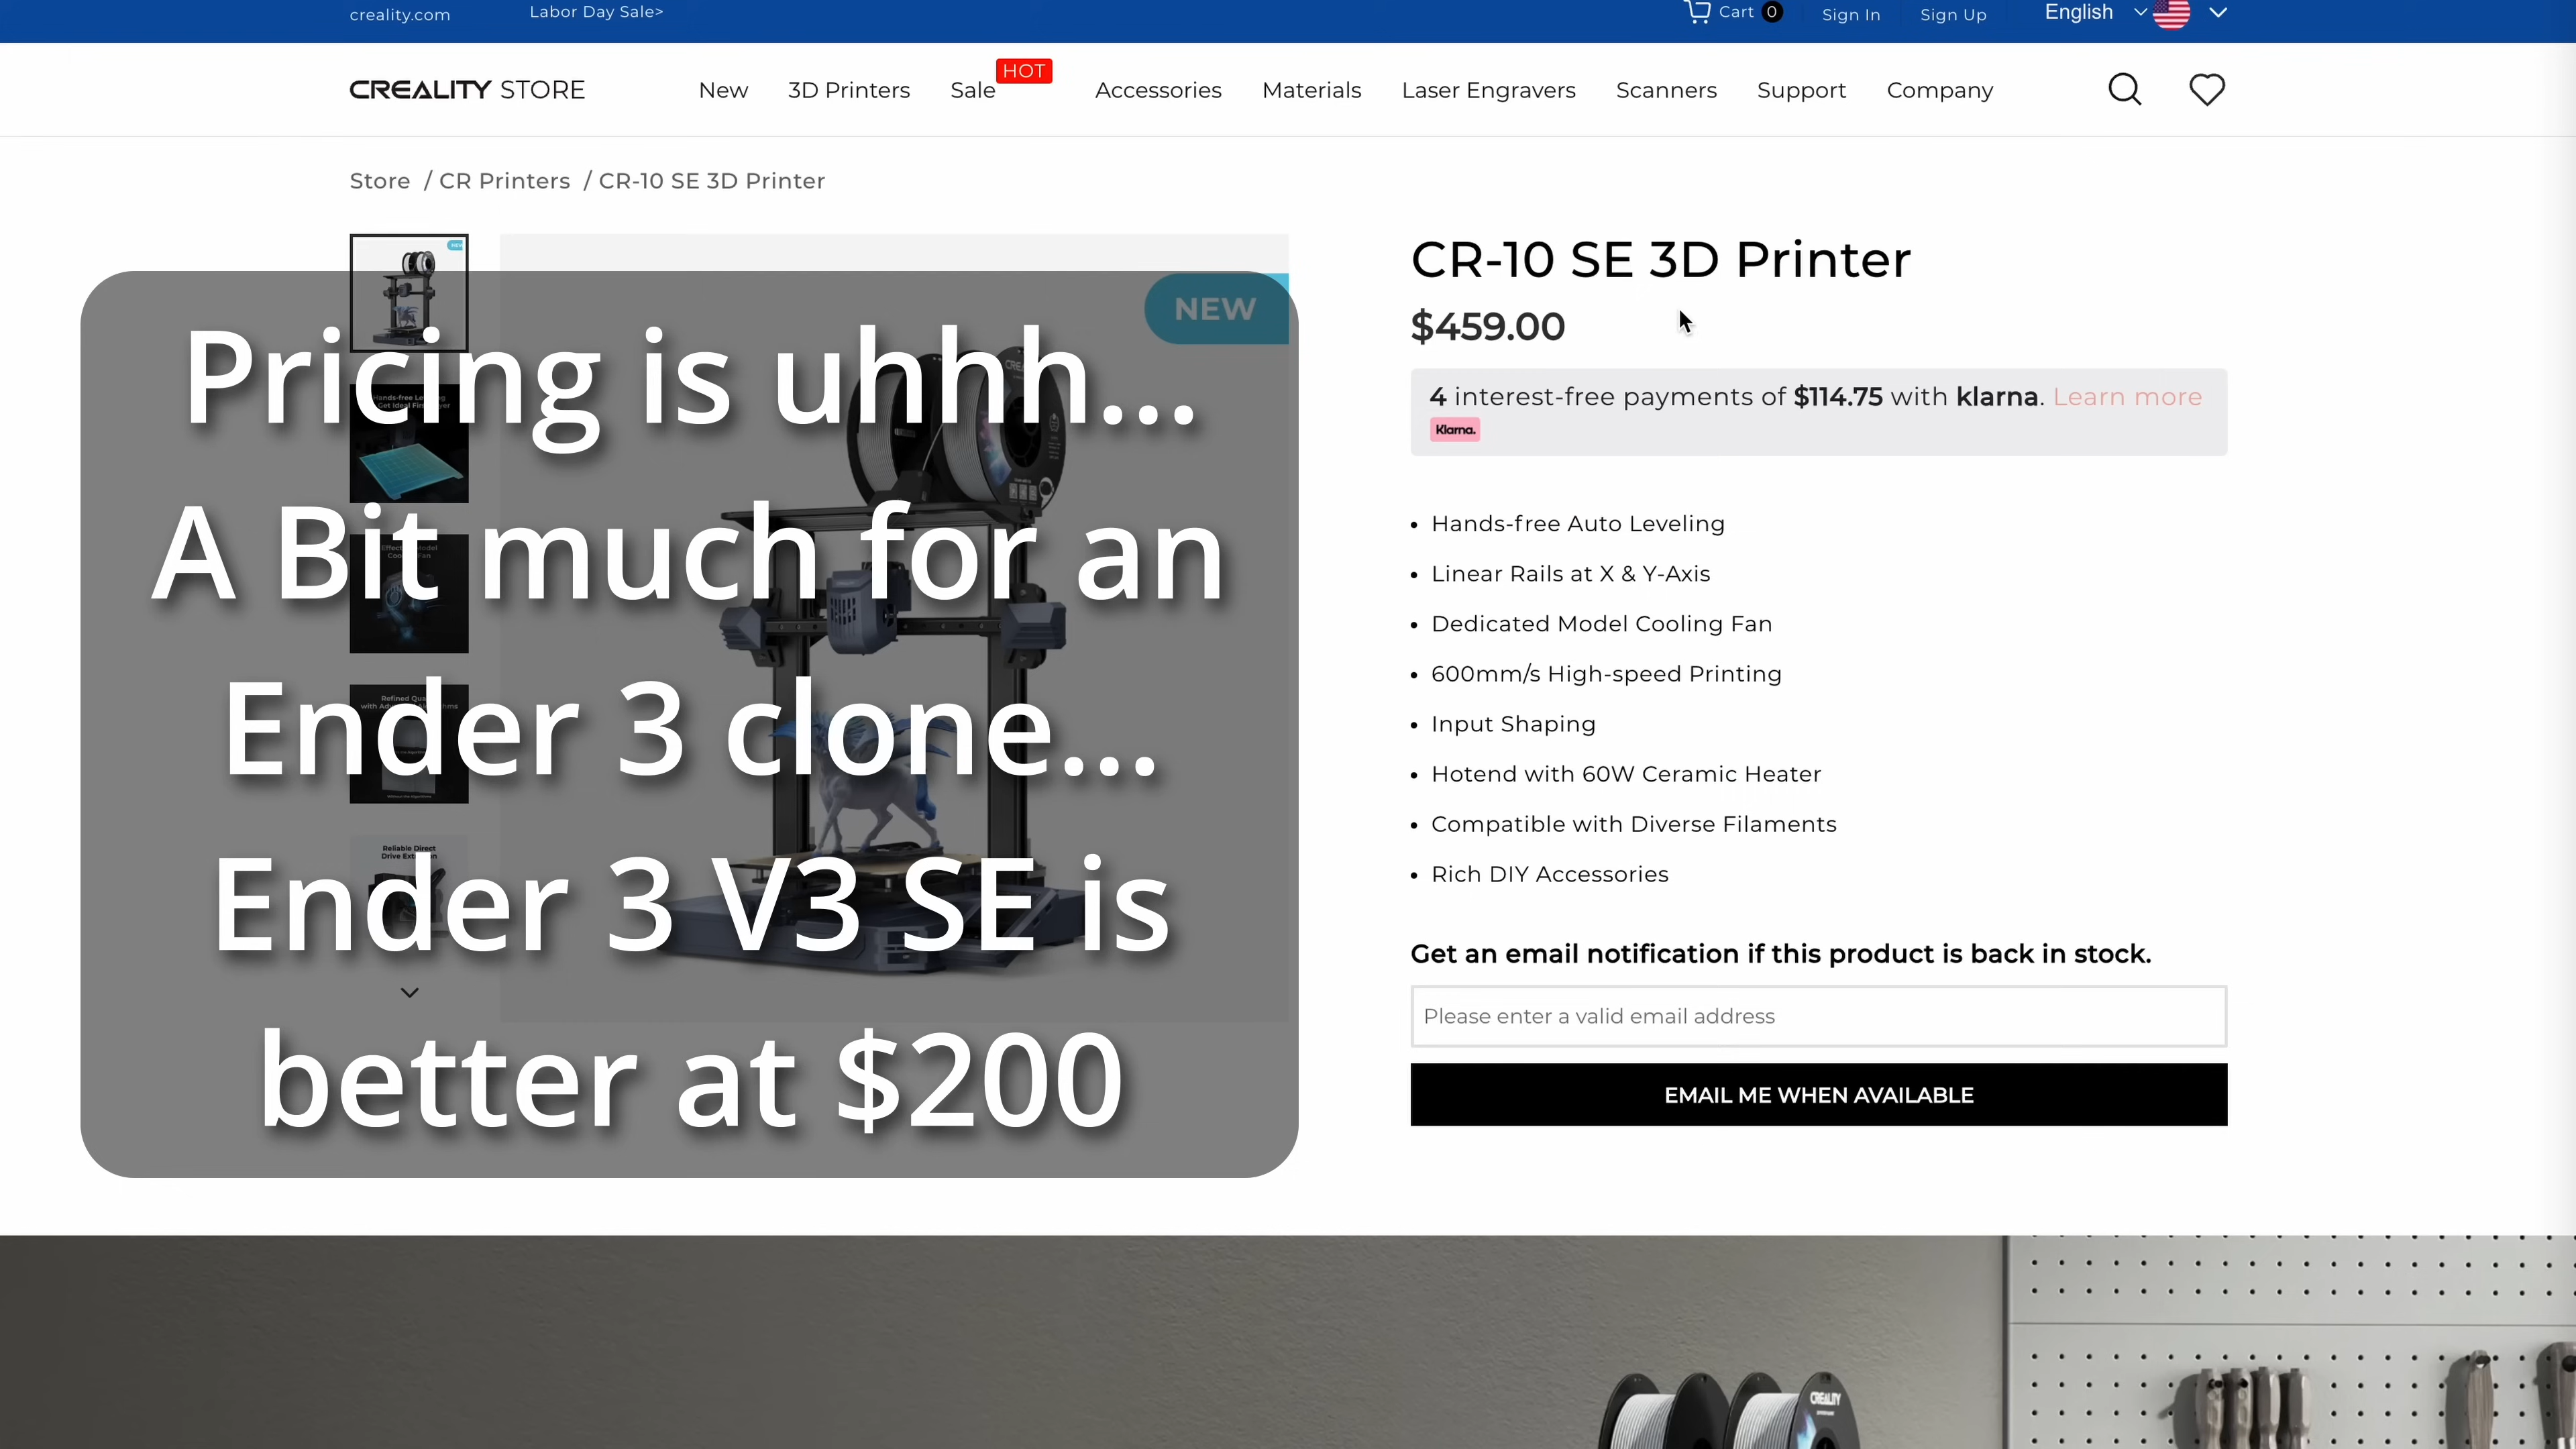 creality.com
Labor Day Sale>
Cart 0
Sign In
Sign Up
English
CREALITY STORE
New
3D Printers
Sale
HOT
Accessories
Materials
Laser Engravers
Scanners
Support
Company
Store / CR Printers / CR-10 SE 3D Printer
NEW
Pricing is uhhh...
A Bit much for an
Ender 3 clone...
Ender 3 V3 SE is
better at $200
CR-10 SE 3D Printer
$459.00
4 interest-free payments of $114.75 with klarna. Learn more
Klarna.
• Hands-free Auto Leveling
• Linear Rails at X & Y-Axis
• Dedicated Model Cooling Fan
• 600mm/s High-speed Printing
• Input Shaping
• Hotend with 60W Ceramic Heater
• Compatible with Diverse Filaments
• Rich DIY Accessories
Get an email notification if this product is back in stock.
Please enter a valid email address
EMAIL ME WHEN AVAILABLE
Reliable Direct
CREALITY